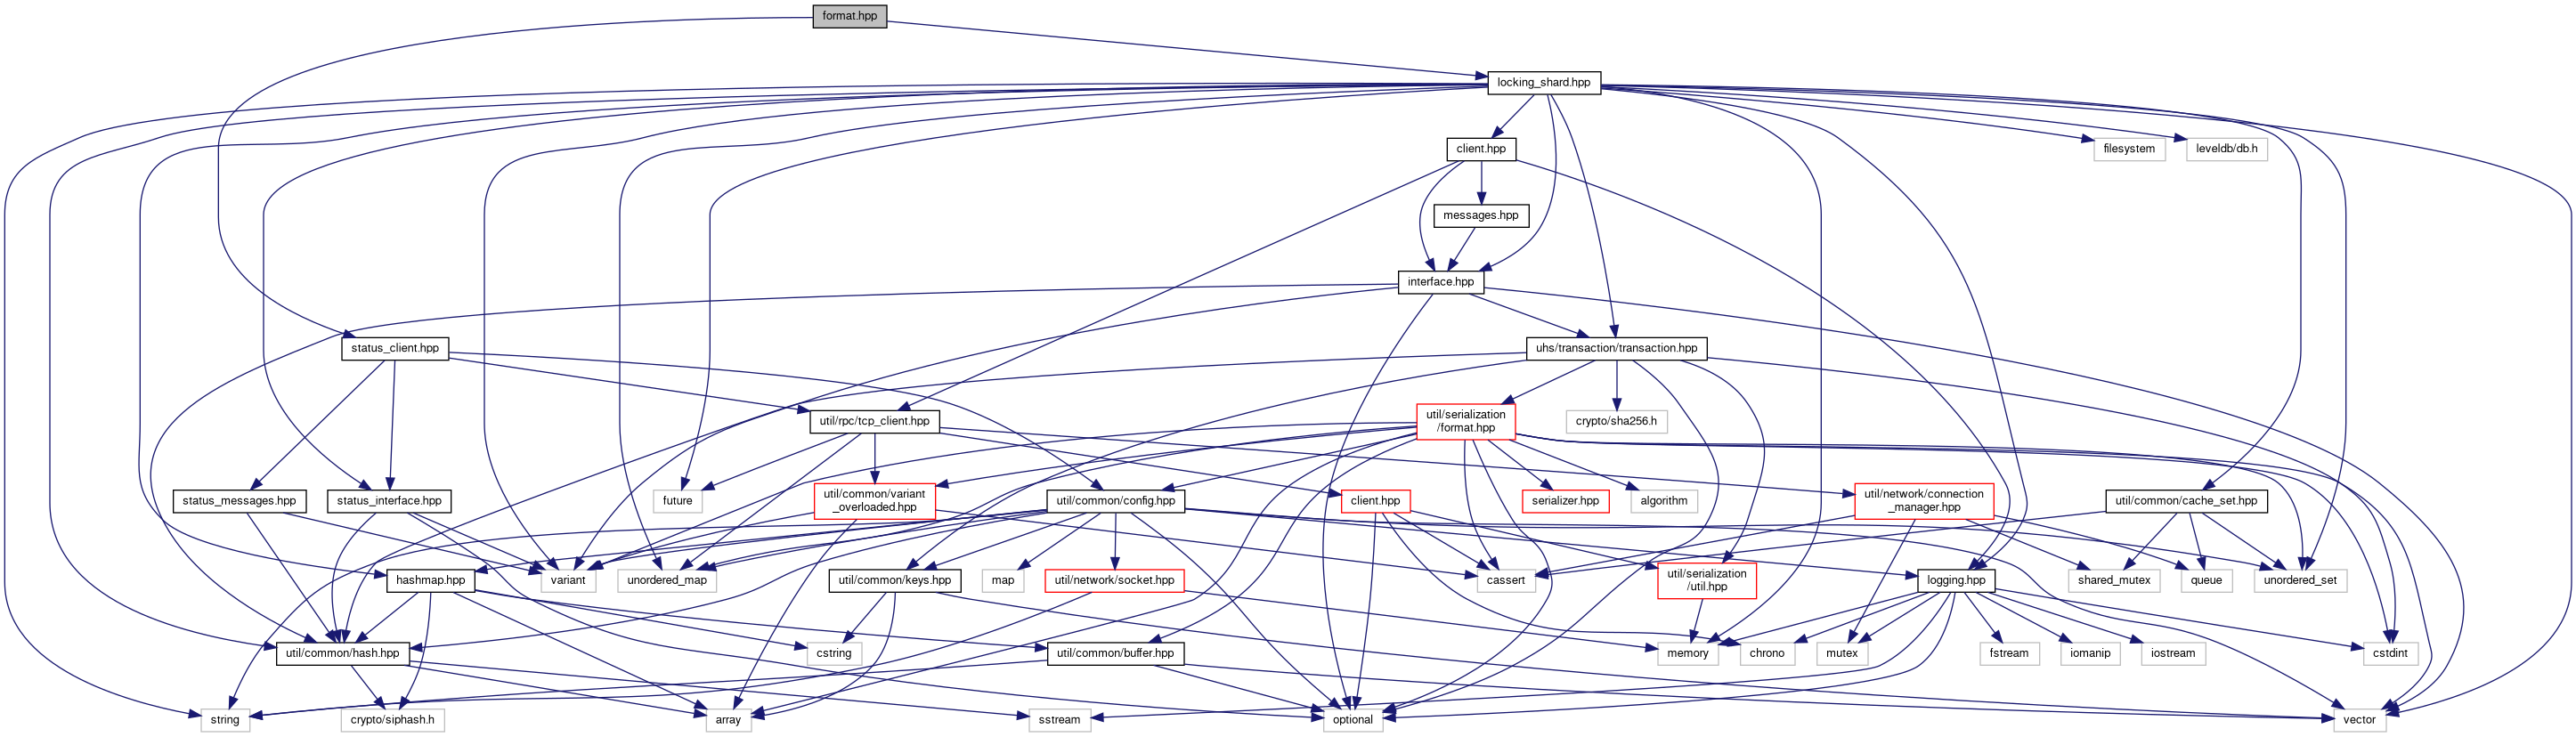 format.hpp
locking_shard.hpp
client.hpp
filesystem
leveldb/db.h
messages.hpp
interface.hpp
status_client.hpp
uhs/transaction/transaction.hpp
util/rpc/tcp_client.hpp
util/serialization
/format.hpp
crypto/sha256.h
status_messages.hpp
status_interface.hpp
future
util/common/variant
_overloaded.hpp
util/common/config.hpp
client.hpp
serializer.hpp
algorithm
util/network/connection
_manager.hpp
util/common/cache_set.hpp
hashmap.hpp
variant
unordered_map
util/common/keys.hpp
map
util/network/socket.hpp
cassert
util/serialization
/util.hpp
logging.hpp
shared_mutex
queue
unordered_set
util/common/hash.hpp
cstring
util/common/buffer.hpp
memory
chrono
mutex
fstream
iomanip
iostream
cstdint
string
crypto/siphash.h
array
sstream
optional
vector